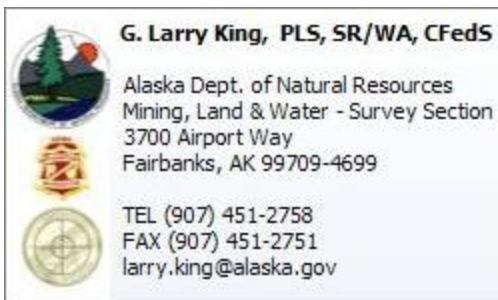 G. Larry King, PLS, SR/WA, CFedS
Alaska Dept. of Natural Resources
Mining, Land & Water - Survey Section
3700 Airport Way
Fairbanks, AK 99709-4699
TEL (907) 451-2758
FAX (907) 451-2751
larry.king@alaska.gov